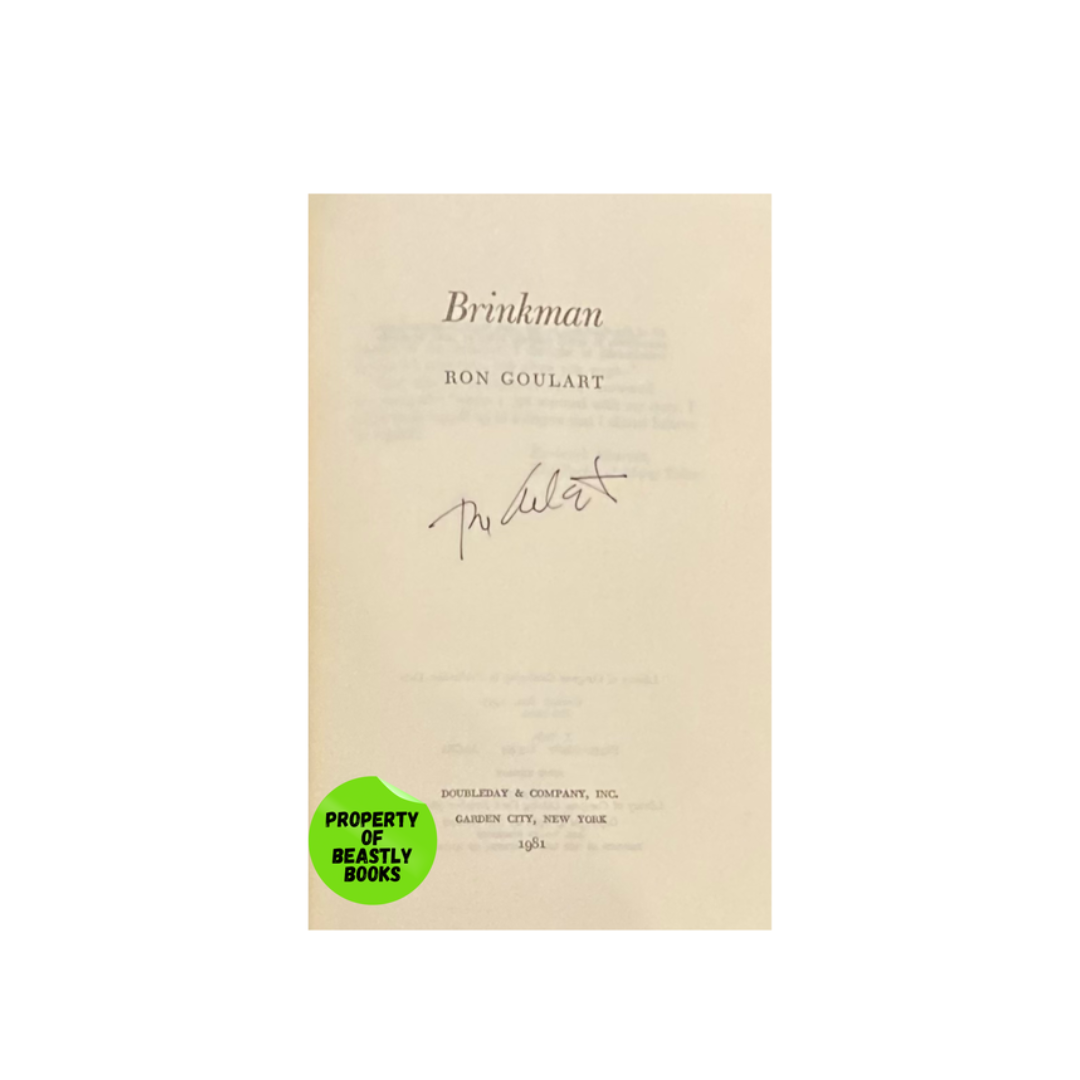 Brinkman
RON GOULART
DOUBLEDAY & COMPANY, INC.
GARDEN CITY, NEW YORK
1981
PROPERTY
OF
BEASTLY
BOOKS